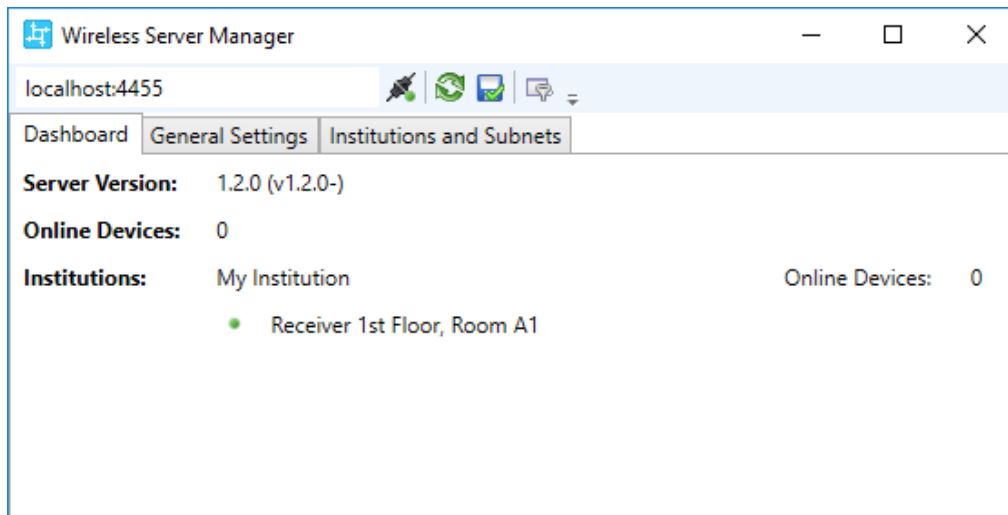 Wireless Server Manager
localhost:4455
Dashboard General Settings Institutions and Subnets
Server Version: 1.2.0 (v1.2.0-)
Online Devices: 0
Institutions: My Institution Online Devices: 0
Receiver 1st Floor, Room A1